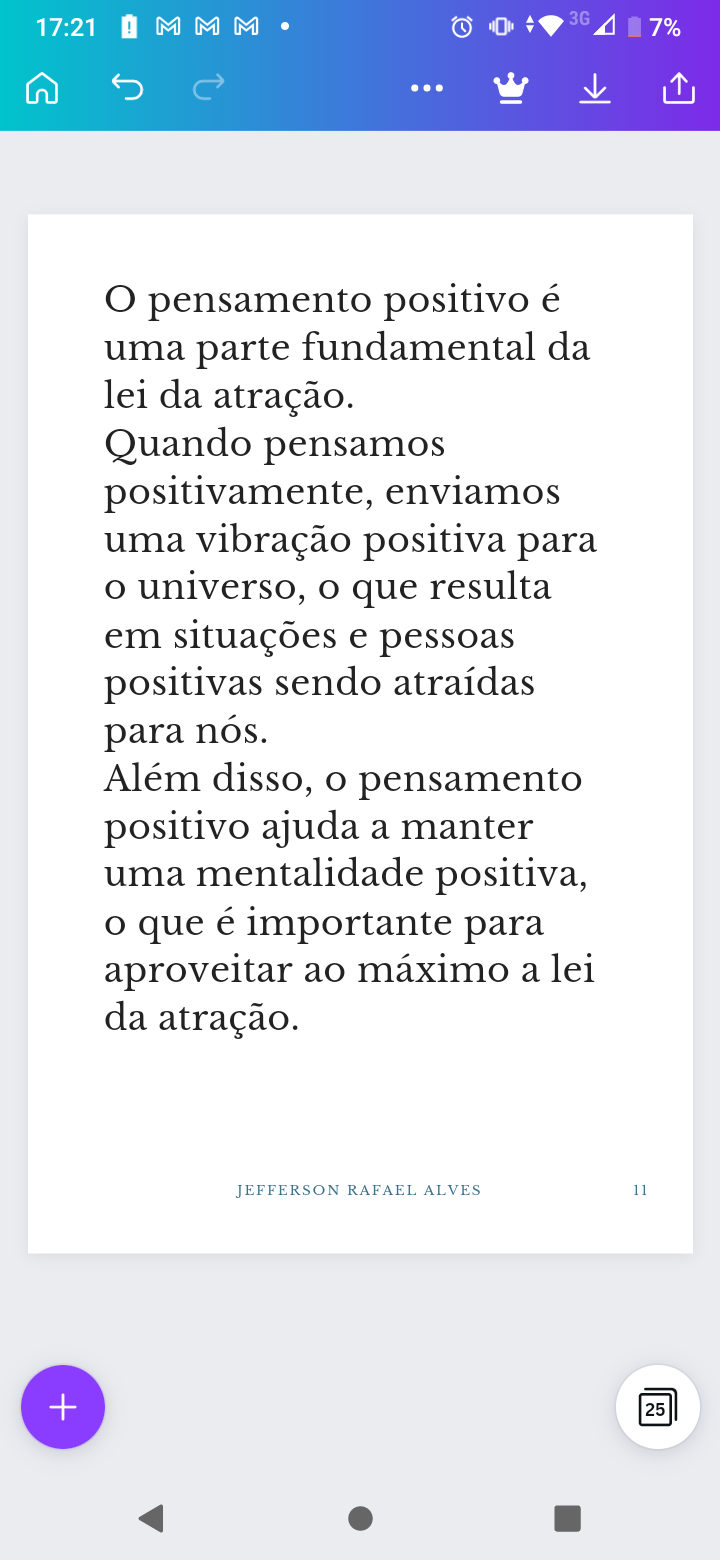 17:21
3G
7%
O pensamento positivo é
uma parte fundamental da
lei da atração.
Quando pensamos
positivamente, enviamos
uma vibração positiva para
o universo, o que resulta
em situações e pessoas
positivas sendo atraídas
para nós.
Além disso, o pensamento
positivo ajuda a manter
uma mentalidade positiva,
o que é importante para
aproveitar ao máximo a lei
da atração.
JEFFERSON RAFAEL ALVES 11
25